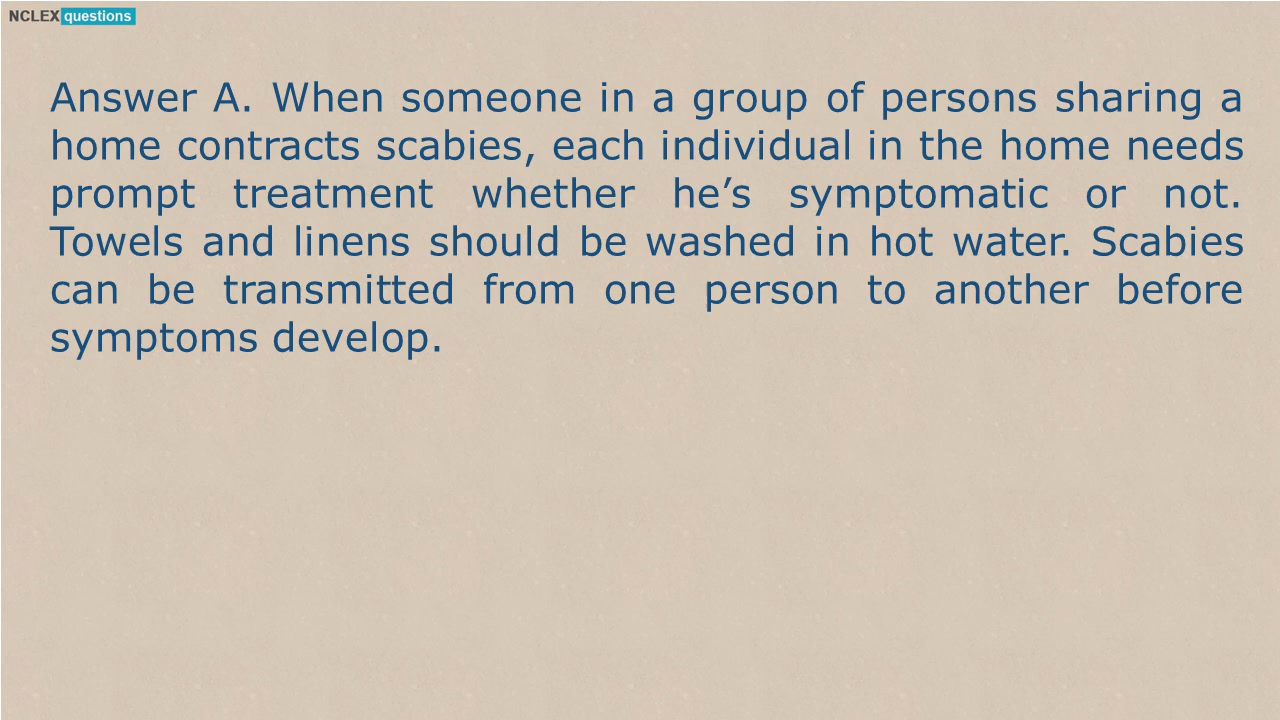 NCLEX questions
Answer A. When someone in a group of persons sharing a
home contracts scabies, each individual in the home needs
prompt treatment whether he’s symptomatic or not.
Towels and linens should be washed in hot water. Scabies
can be transmitted from one person to another before
symptoms develop.